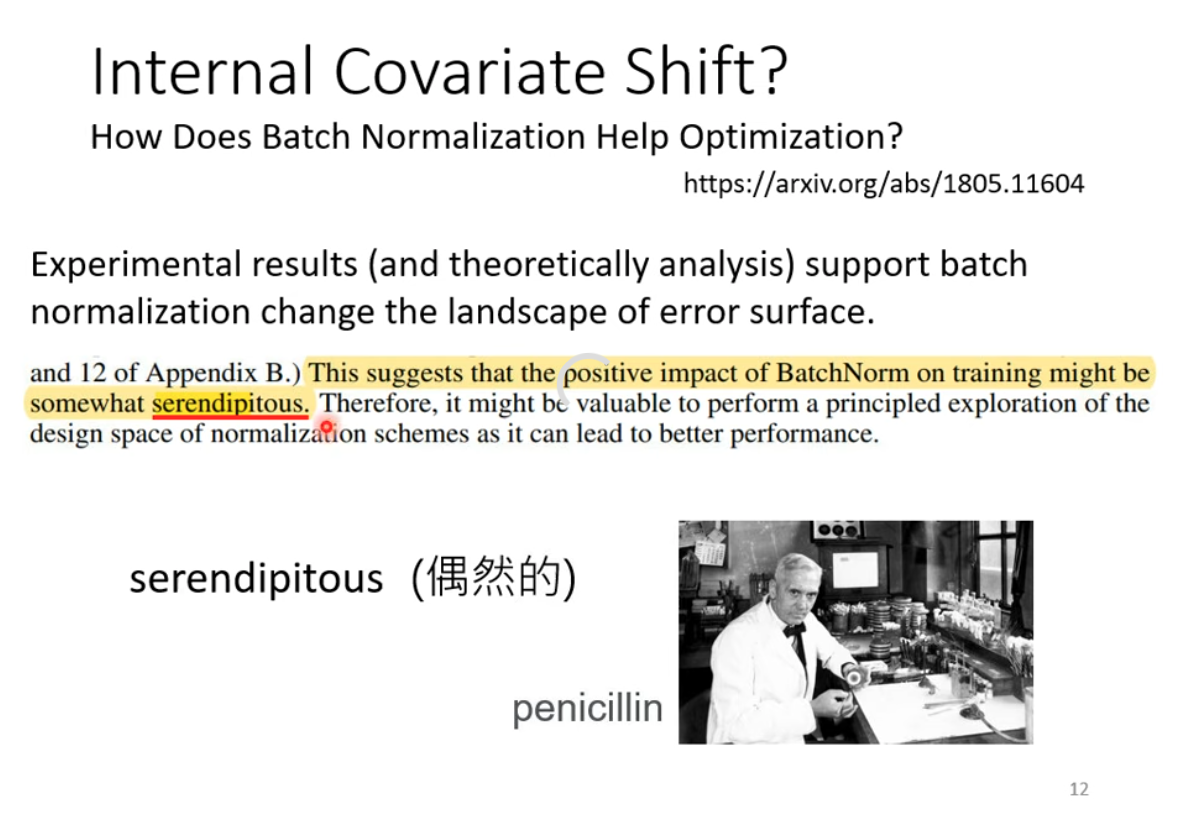 Internal Covariate Shift?
How Does Batch Normalization Help Optimization?
https://arxiv.org/abs/1805.11604
Experimental results (and theoretically analysis) support batch
normalization change the landscape of error surface.
and 12 of Appendix B.) This suggests that the positive impact of BatchNorm on training might be
somewhat serendipitous. Therefore, it might be valuable to perform a principled exploration of the
design space of normalization schemes as it can lead to better performance.
serendipitous (偶然的)
penicillin
12